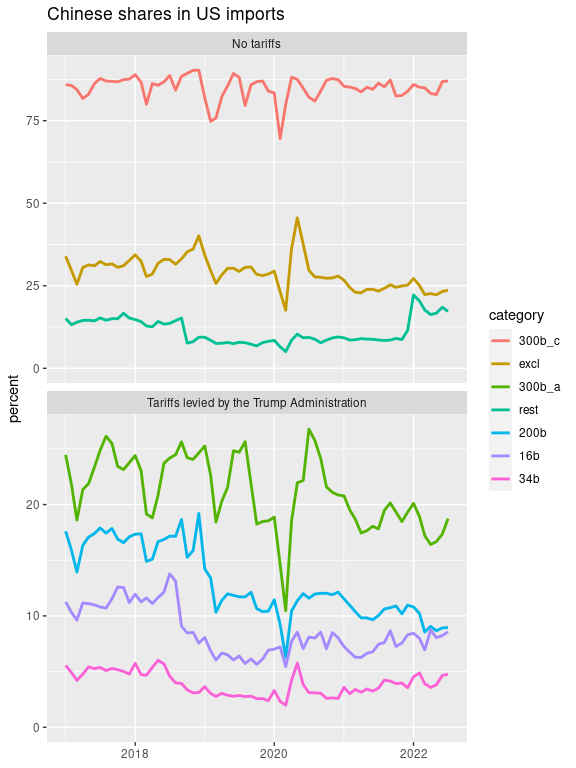 Chinese shares in US imports
No tariffs
75
50
25
0
Tariffs levied by the Trump Administration
20
10
0
2018
2020
2022
percent
category
300b_c
excl
300b_a
rest
200b
16b
34b